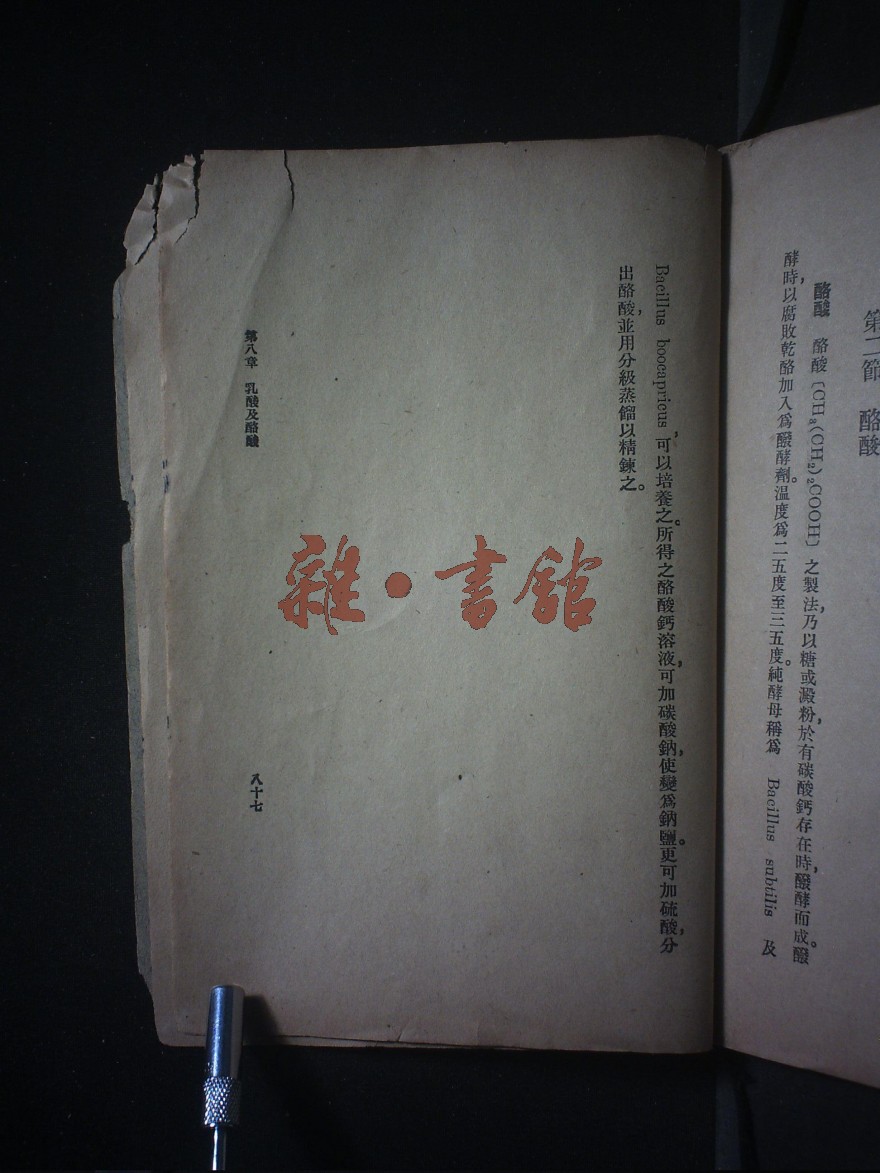 第二節　酪酸
酪酸　酪酸〔CH₃(CH₂)₂COOH〕之製法，乃以糖或澱粉，於有碳酸鈣存在時，醱酵而成。醱
酵時，以腐敗乾酪加入爲醱酵劑。温度爲二五度至三五度。純酵母稱爲 Bacillus subtilis 及
Bacillus boocapricus，可以培養之。所得之酪酸鈣溶液，可加碳酸鈉，使變爲鈉鹽。更可加硫酸，分
出酪酸，並用分級蒸餾以精鍊之。
第八章　乳酸及酪酸
八十七
雜·書館